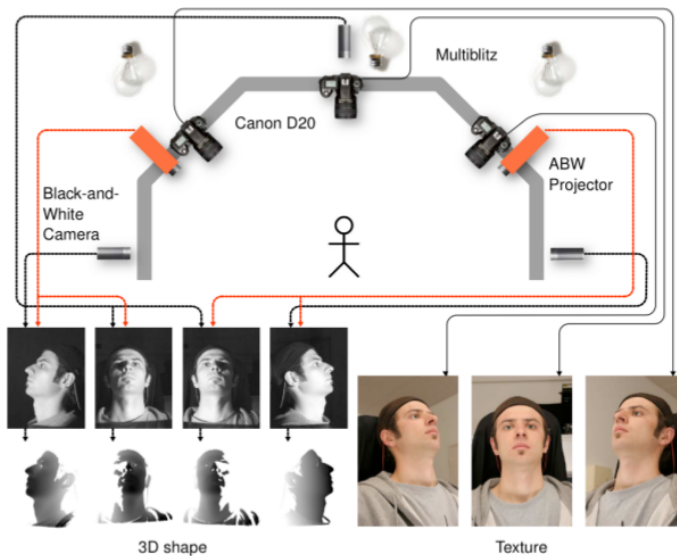 Multiblitz
Canon D20
ABW
Projector
Black-and-
White
Camera
3D shape
Texture